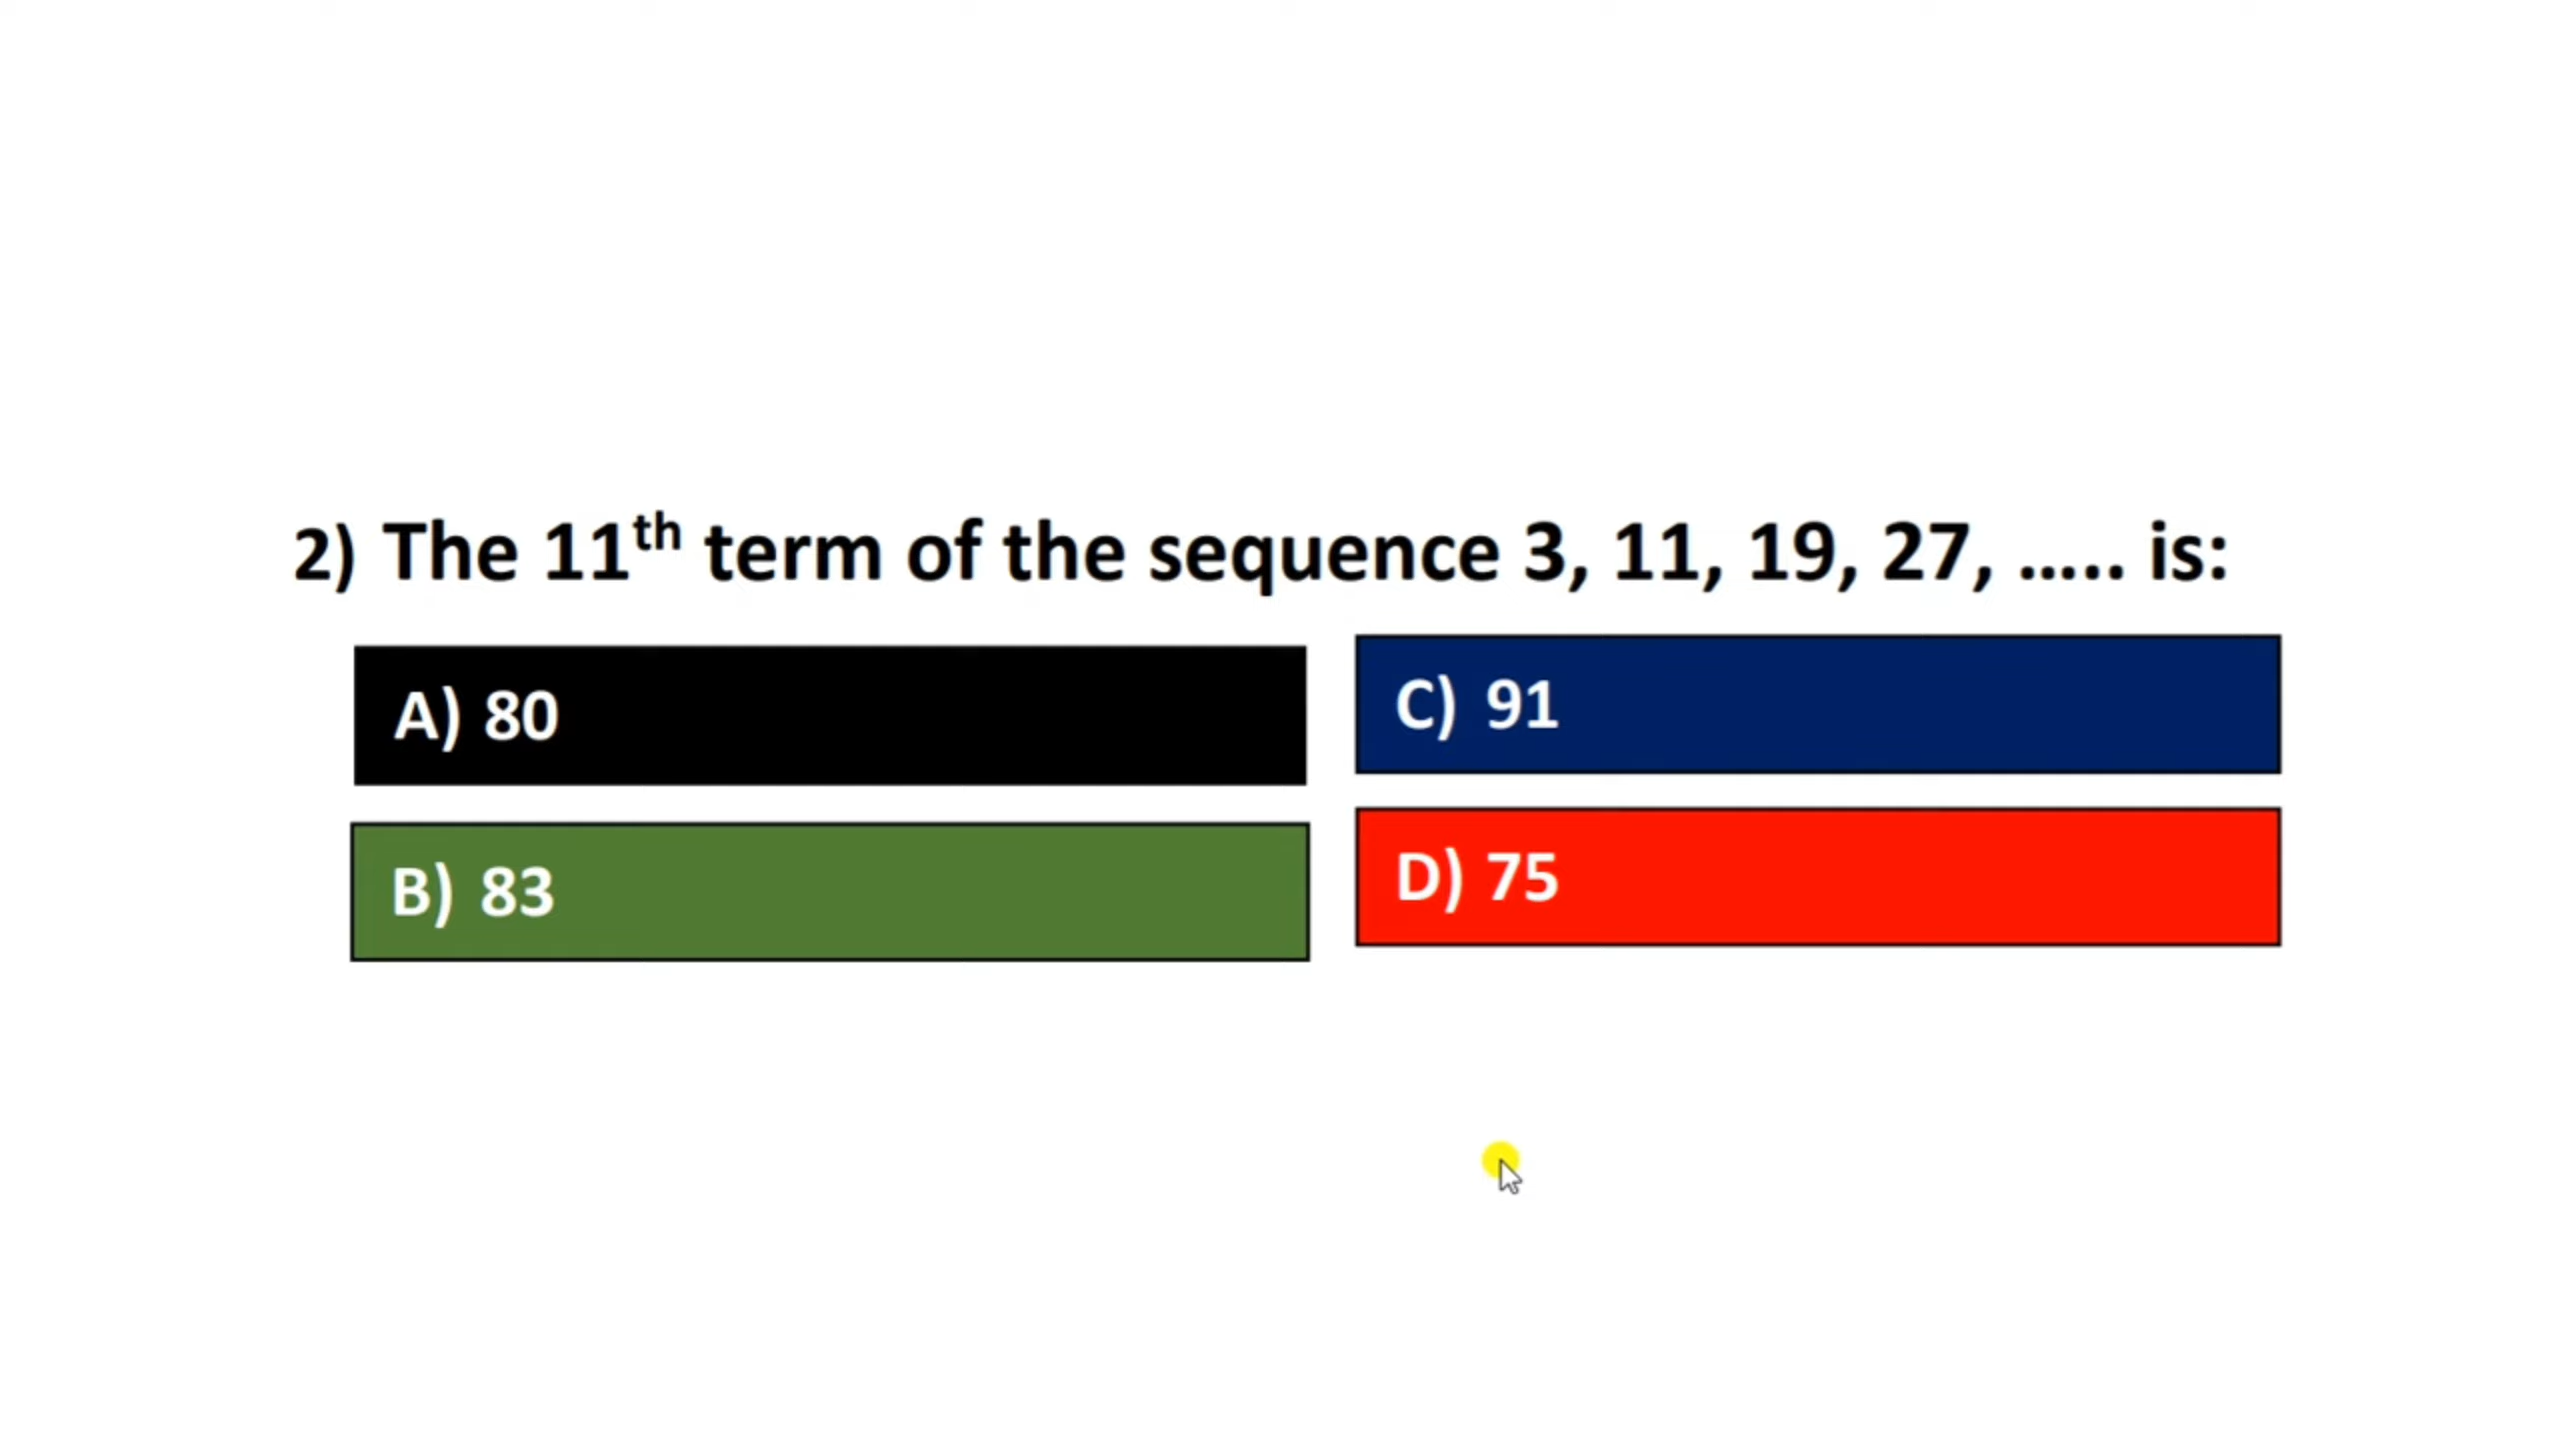 2) The 11th term of the sequence 3, 11, 19, 27, ..... is:
A) 80
B) 83
C) 91
D) 75